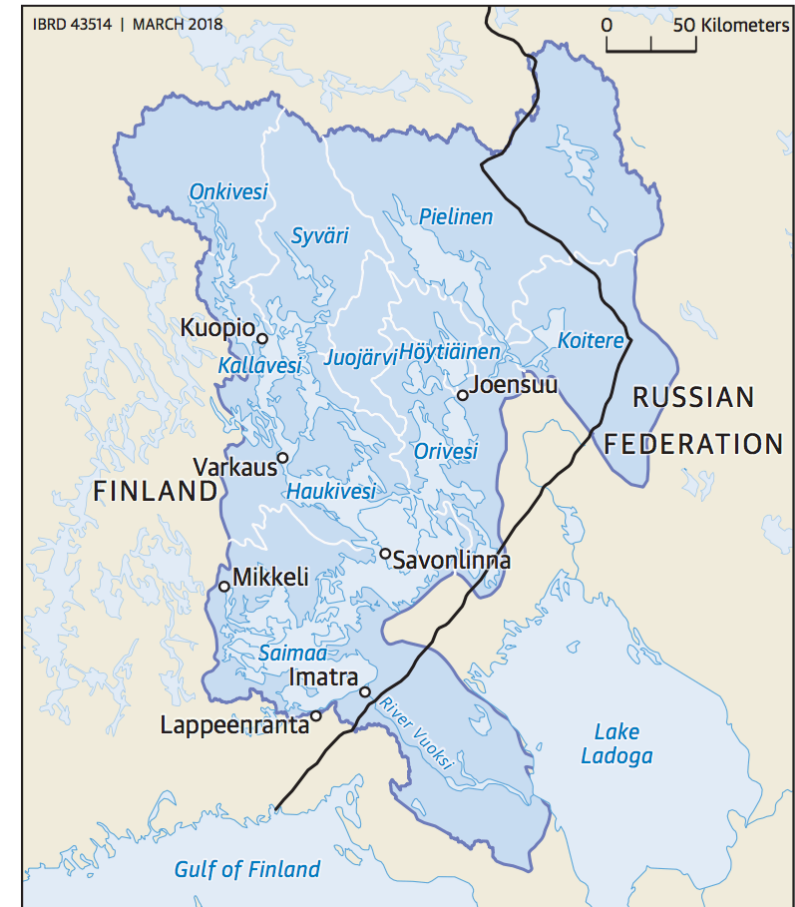 IBRD 43514 | MARCH 2018
0 50 Kilometers
Onkivesi
Pielinen
Syväri
Kuopio
Kallavesi
Juojärvi
Höytiäinen
Koitere
Joensuu
RUSSIAN
FEDERATION
Orivesi
Varkaus
FINLAND
Haukivesi
Savonlinna
Mikkeli
Saimaa
Imatra
Lappeenranta
River Vuoksi
Lake
Ladoga
Gulf of Finland